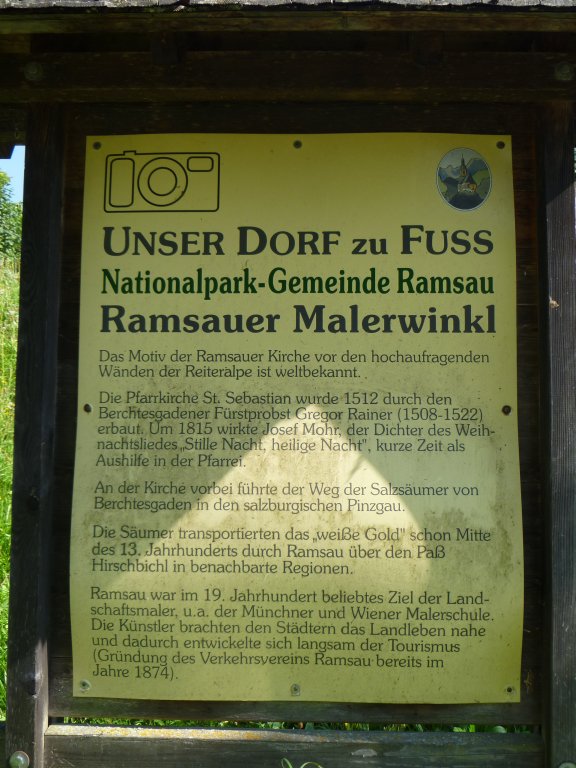 UNSER DORF ZU FUSS
Nationalpark-Gemeinde Ramsau
Ramsauer Malerwinkl
Das Motiv der Ramsauer Kirche vor den hochaufragenden
Wänden der Reiteralpe ist weltbekannt.
Die Pfarrkirche St. Sebastian wurde 1512 durch den
Berchtesgadener Fürstprobst Gregor Rainer (1508-1522)
erbaut. Um 1815 wirkte Josef Mohr, der Dichter des Weih-
nachtsliedes „Stille Nacht, heilige Nacht", kurze Zeit als
Aushilfe in der Pfarrei.
An der Kirche vorbei führte der Weg der Salzsäumer von
Berchtesgaden in den salzburgischen Pinzgau.
Die Säumer transportierten das „weiße Gold" schon Mitte
des 13. Jahrhunderts durch Ramsau über den Paß
Hirschbichl in benachbarte Regionen.
Ramsau war im 19. Jahrhundert beliebtes Ziel der Land-
schaftsmaler, u.a. der Münchner und Wiener Malerschule.
Die Künstler brachten den Städtern das Landleben nahe
und dadurch entwickelte sich langsam der Tourismus
(Gründung des Verkehrsvereins Ramsau bereits im
Jahre 1874).